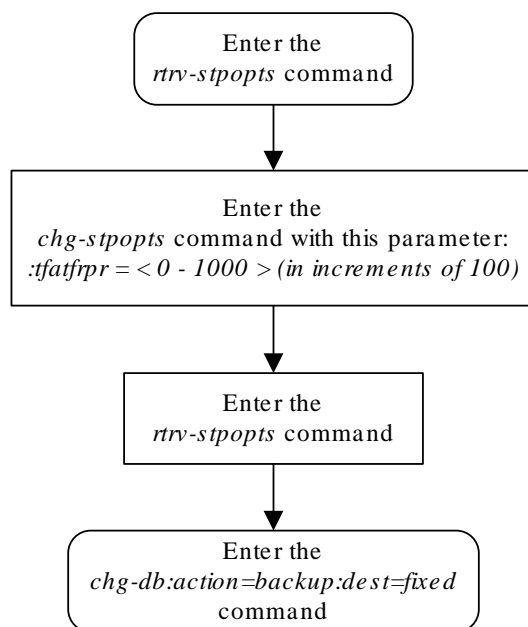 Enter the
rtrv-stpopts command
Enter the
chg-stpopts command with this parameter:
:tfatfrpr = < 0 - 1000 > (in increments of 100)
Enter the
rtrv-stpopts command
Enter the
chg-db:action=backup:dest=fixed
command